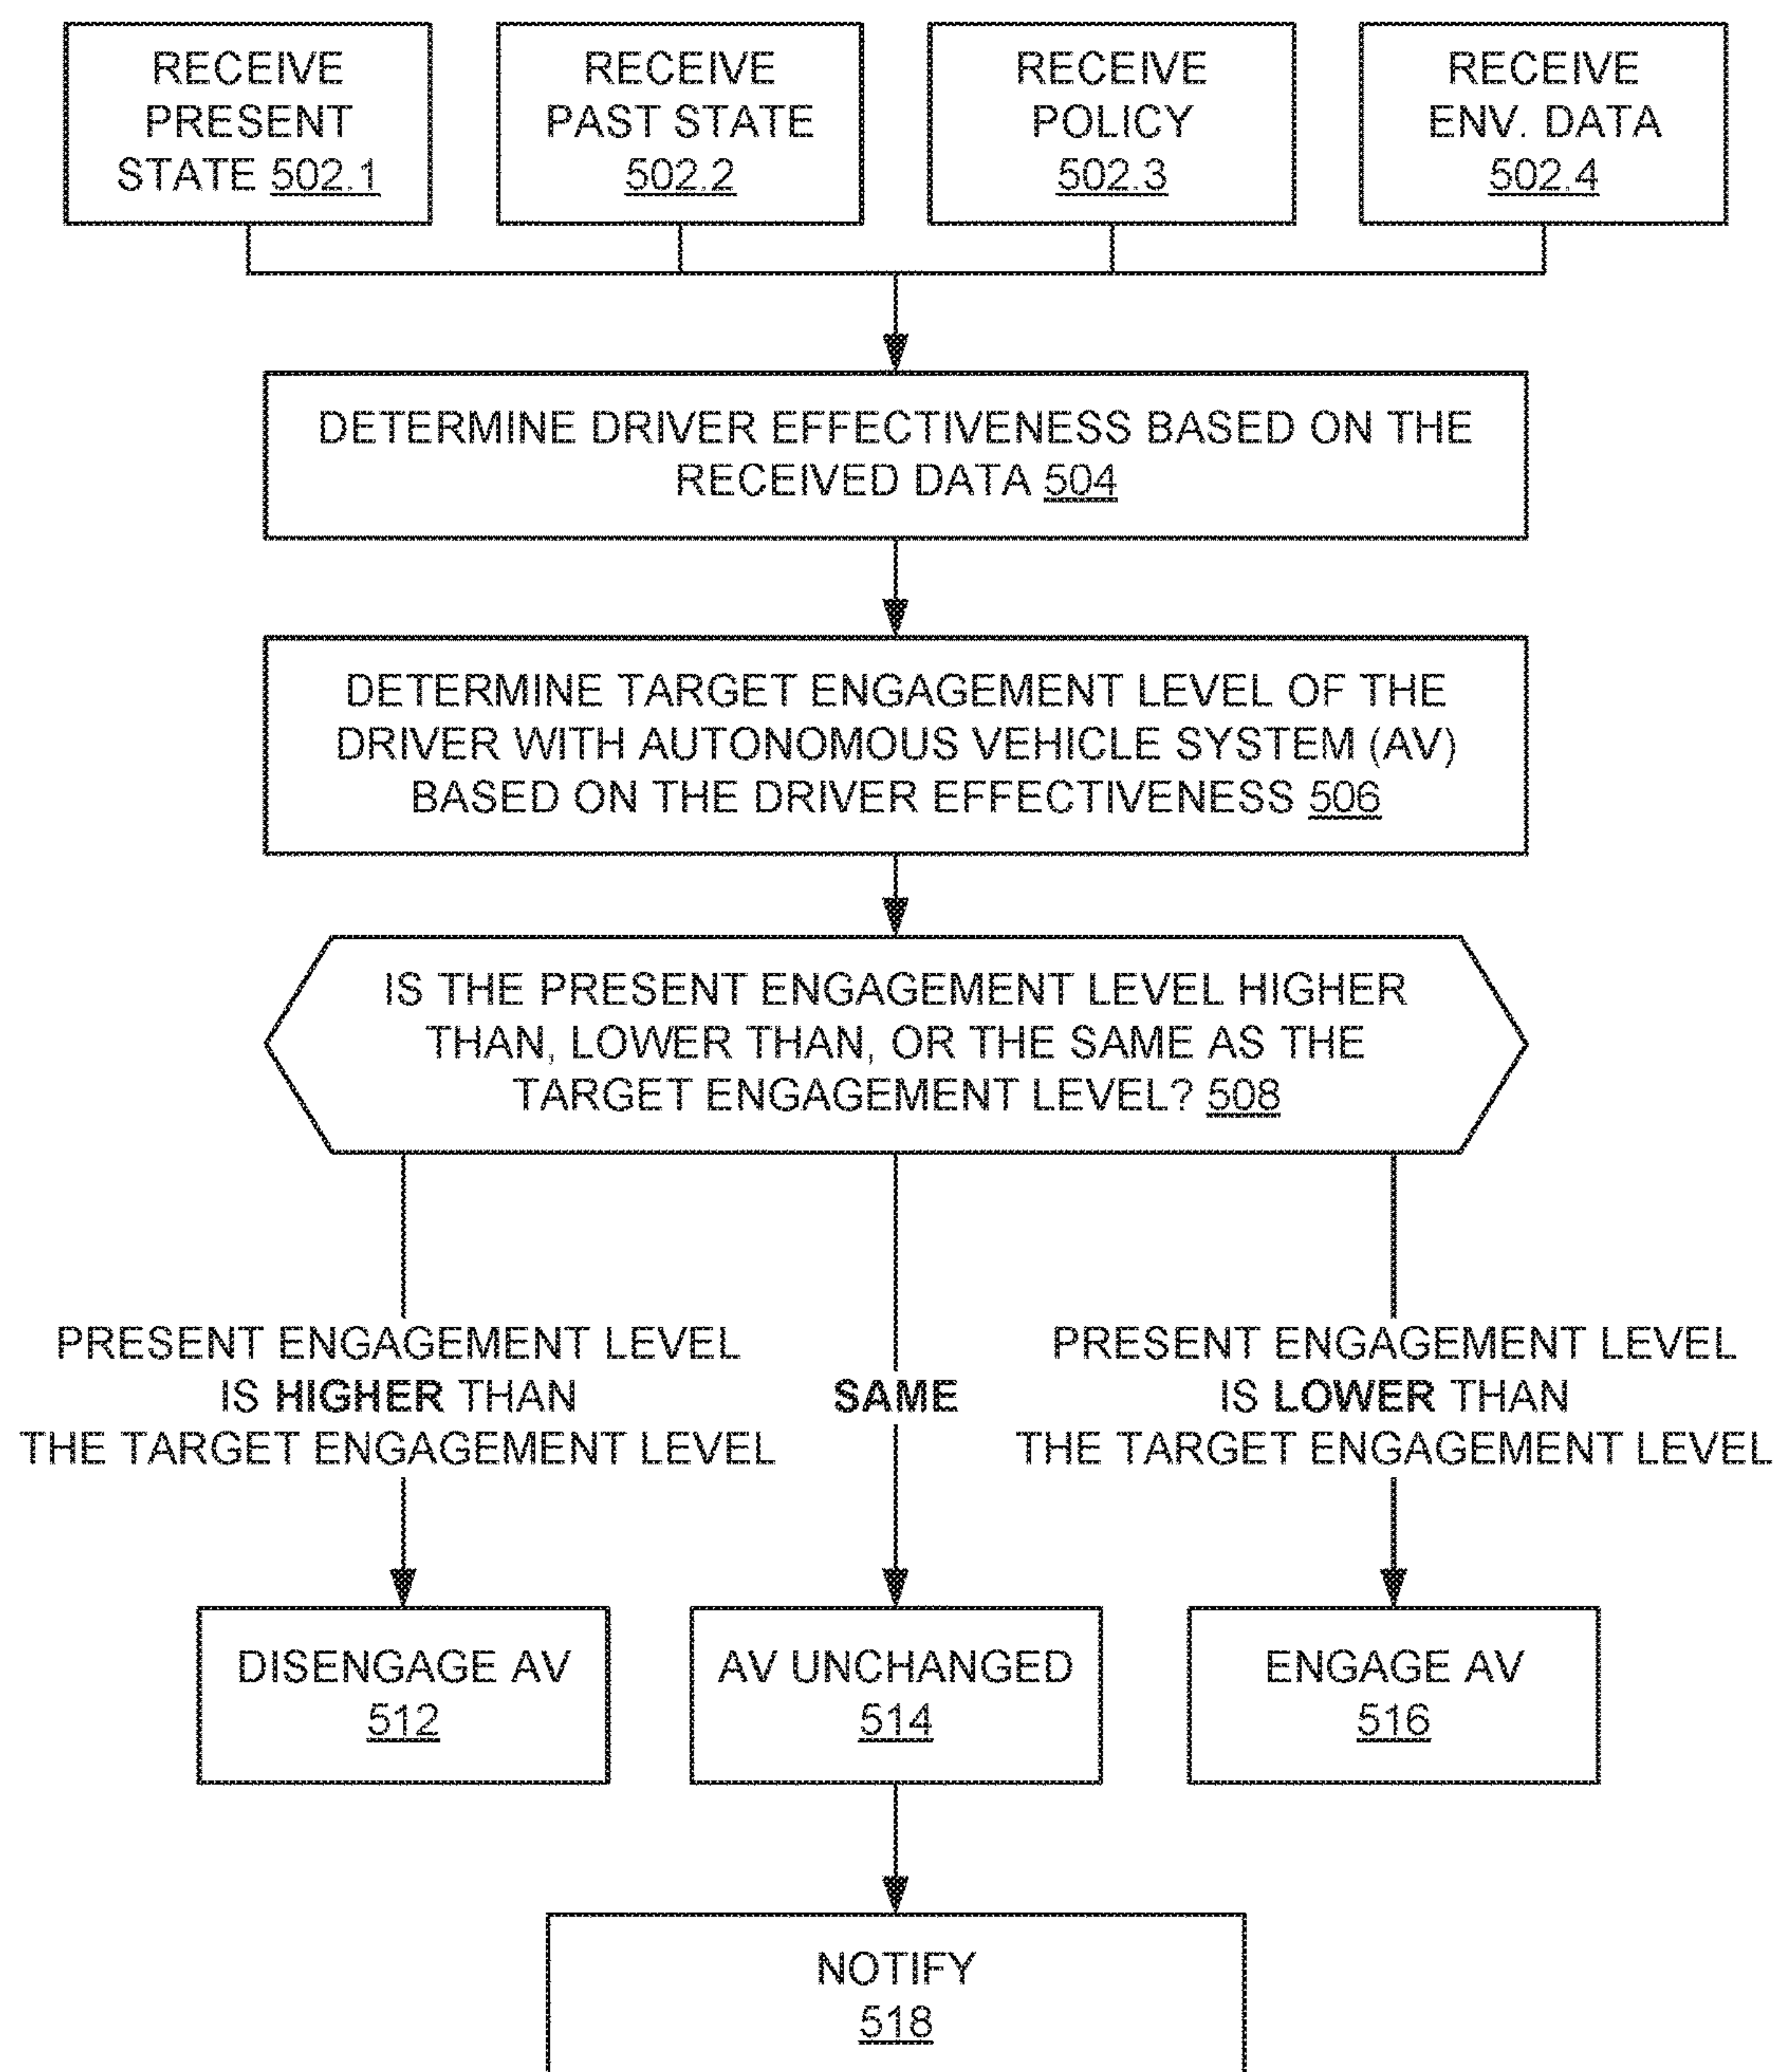 RECEIVE
PRESENT
STATE 502.1
RECEIVE
PAST STATE
502.2
RECEIVE
POLICY
502.3
RECEIVE
ENV. DATA
502.4
DETERMINE DRIVER EFFECTIVENESS BASED ON THE
RECEIVED DATA 504
DETERMINE TARGET ENGAGEMENT LEVEL OF THE
DRIVER WITH AUTONOMOUS VEHICLE SYSTEM (AV)
BASED ON THE DRIVER EFFECTIVENESS 506
IS THE PRESENT ENGAGEMENT LEVEL HIGHER
THAN, LOWER THAN, OR THE SAME AS THE
TARGET ENGAGEMENT LEVEL? 508
PRESENT ENGAGEMENT LEVEL
IS HIGHER THAN
THE TARGET ENGAGEMENT LEVEL
SAME
PRESENT ENGAGEMENT LEVEL
IS LOWER THAN
THE TARGET ENGAGEMENT LEVEL
DISENGAGE AV
512
AV UNCHANGED
514
ENGAGE AV
516
NOTIFY
518